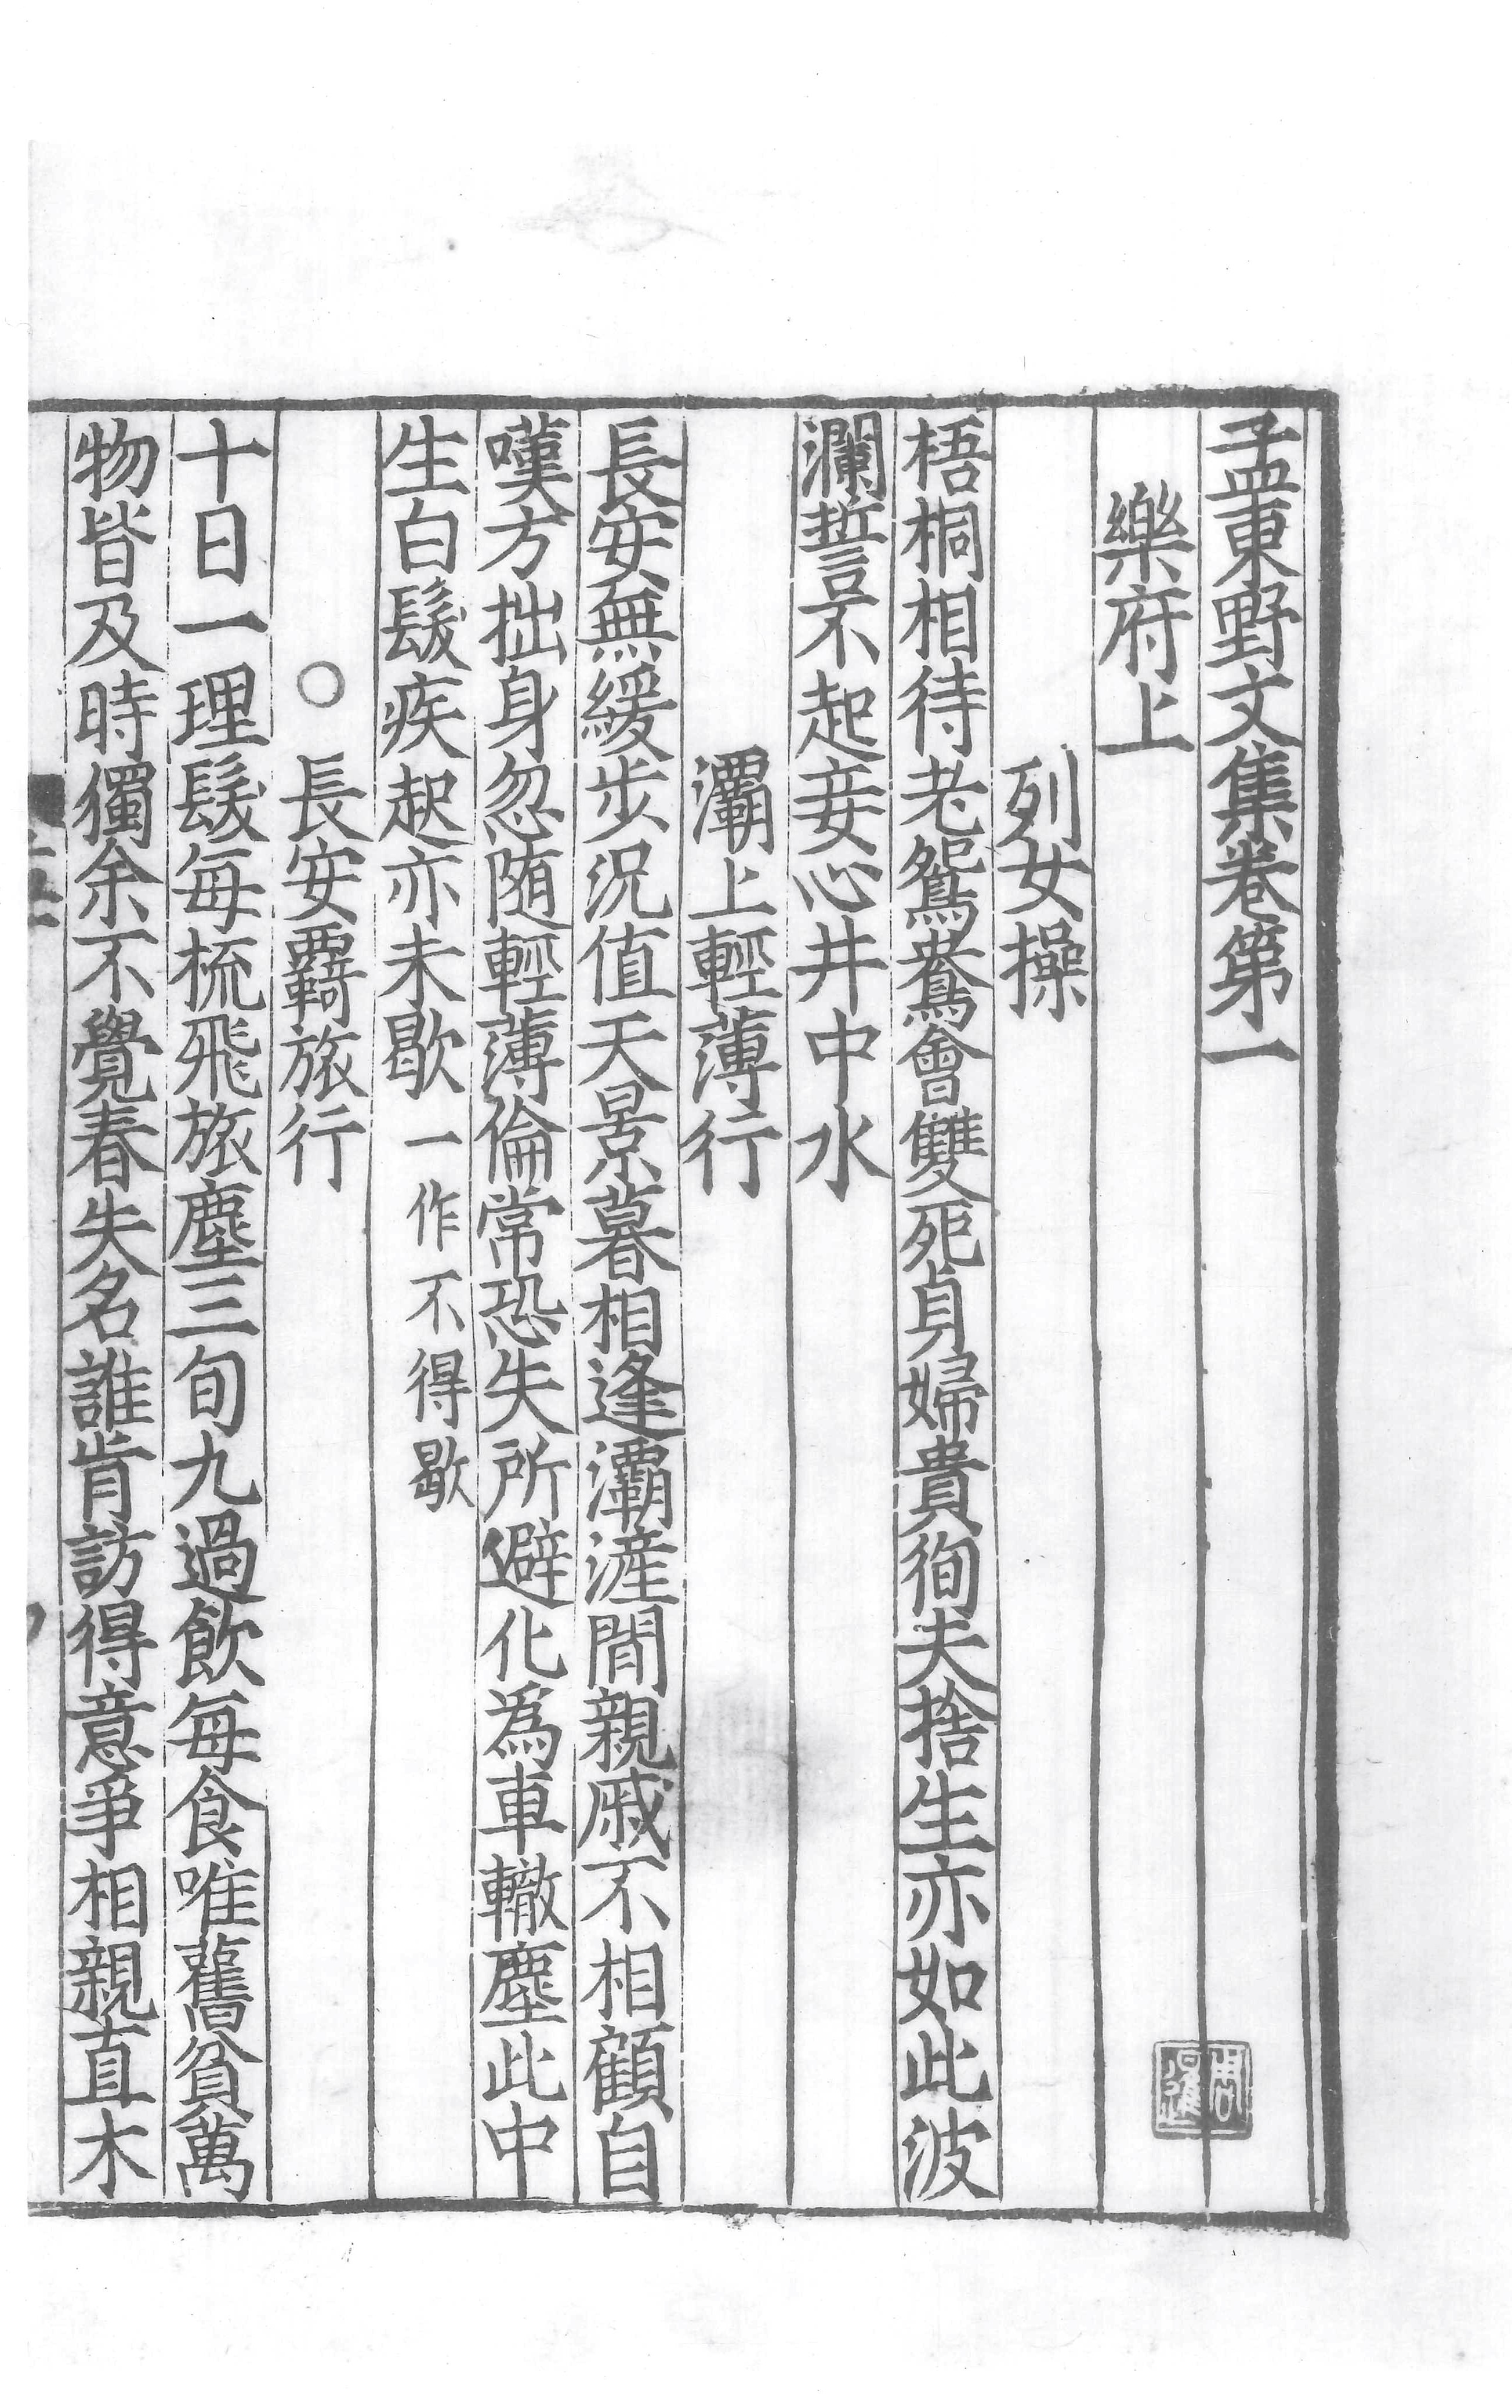 孟東野文集卷第一
樂府上
列女操
梧桐相待老鴛鴦會雙死貞婦貴徇夫捨生亦如此波
瀾誓不起妾心井中水
灞上輕薄行
長安無緩步況值天景暮相逢灞滻間親戚不相顧自
嘆方拙身忽随輕薄倫常恐失所避化爲車轍塵此中
生白髮疾起亦未歇一作不得歇
○長安覊旅行
十日一理髮每梳飛旅塵三旬九過飲每食唯舊貧萬
物皆及時獨余不覺春失名誰肯訪得意爭相親直木